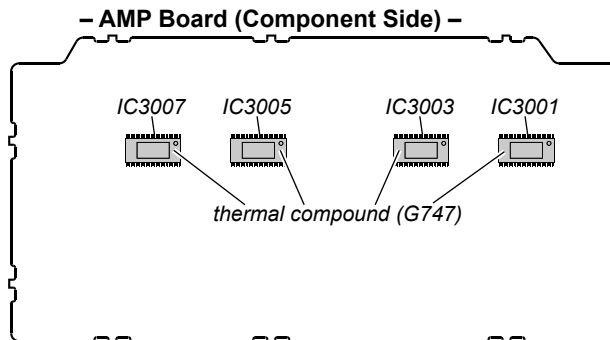 – AMP Board (Component Side) –
IC3007 IC3005 IC3003 IC3001
thermal compound (G747)